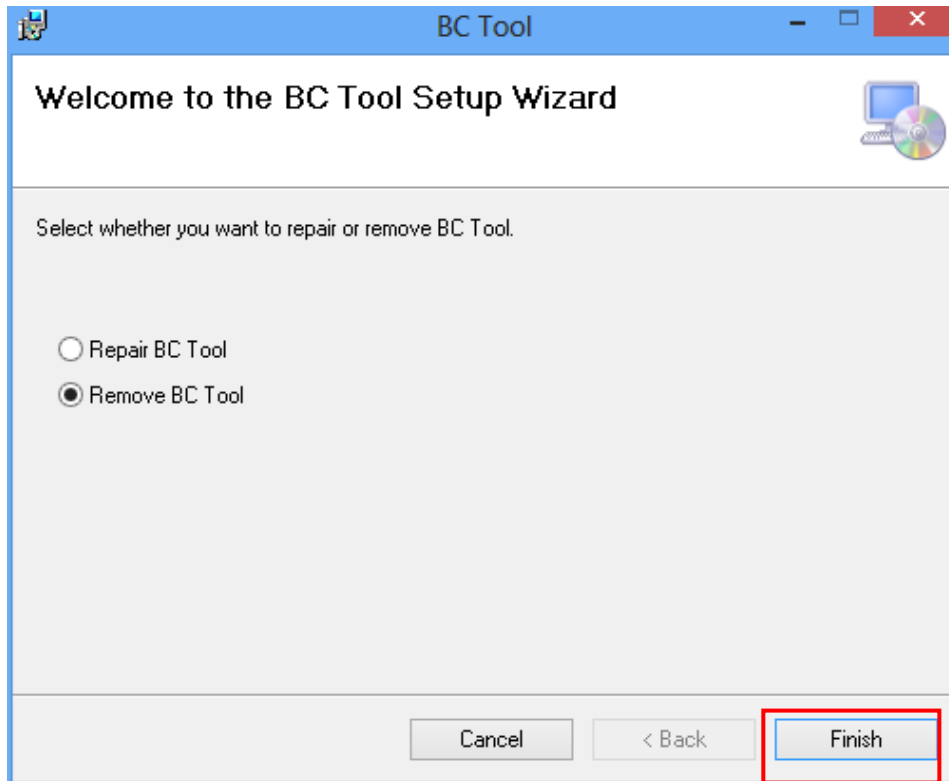 BC Tool
Welcome to the BC Tool Setup Wizard
Select whether you want to repair or remove BC Tool.
Repair BC Tool
Remove BC Tool
Cancel
< Back
Finish